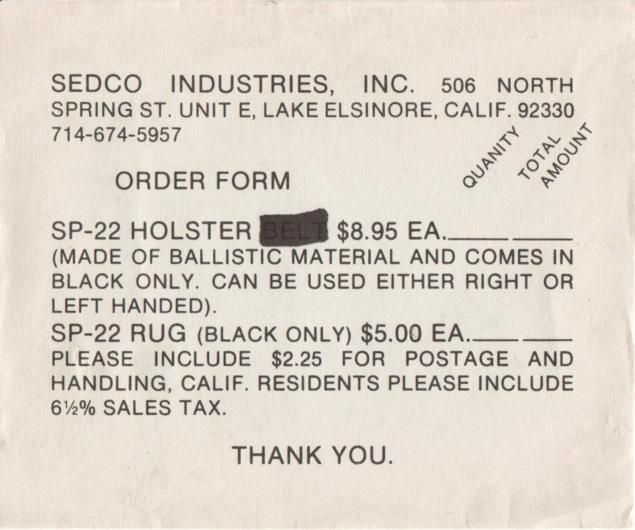 SEDCO INDUSTRIES, INC. 506 NORTH
SPRING ST. UNIT E, LAKE ELSINORE, CALIF. 92330
714-674-5957
QUANITY
TOTAL
AMOUNT
ORDER FORM
SP-22 HOLSTER BELT $8.95 EA.
(MADE OF BALLISTIC MATERIAL AND COMES IN
BLACK ONLY. CAN BE USED EITHER RIGHT OR
LEFT HANDED).
SP-22 RUG (BLACK ONLY) $5.00 EA.
PLEASE INCLUDE $2.25 FOR POSTAGE AND
HANDLING, CALIF. RESIDENTS PLEASE INCLUDE
6½% SALES TAX.
THANK YOU.